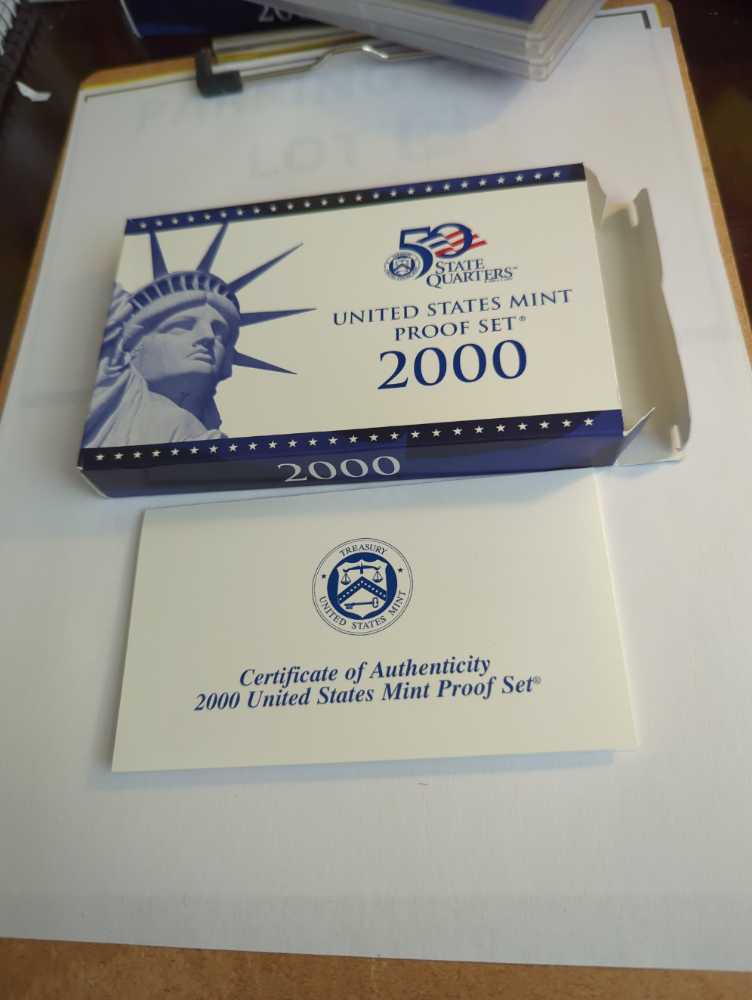 50
STATE
QUARTERS™
UNITED STATES MINT
PROOF SET®
2000
2000
TREASURY
UNITED STATES MINT
Certificate of Authenticity
2000 United States Mint Proof Set®